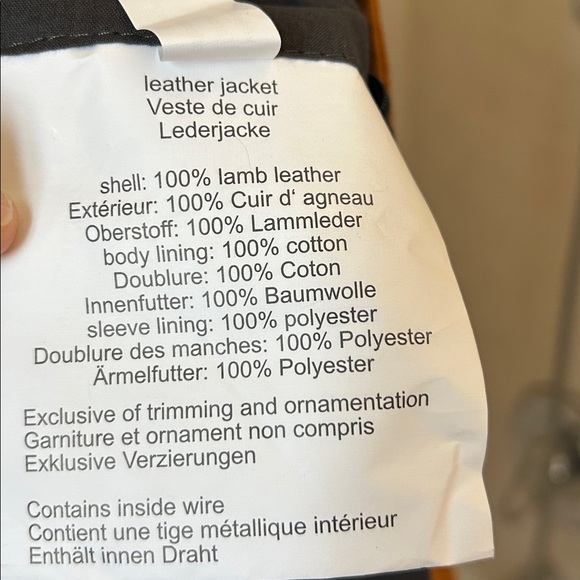 leather jacket
Veste de cuir
Lederjacke
shell: 100% lamb leather
Extérieur: 100% Cuir d‘ agneau
Oberstoff: 100% Lammleder
body lining: 100% cotton
Doublure: 100% Coton
Innenfutter: 100% Baumwolle
sleeve lining: 100% polyester
Doublure des manches: 100% Polyester
Ärmelfutter: 100% Polyester
Exclusive of trimming and ornamentation
Garniture et ornament non compris
Exklusive Verzierungen
Contains inside wire
Contient une tige métallique intérieur
Enthält innen Draht